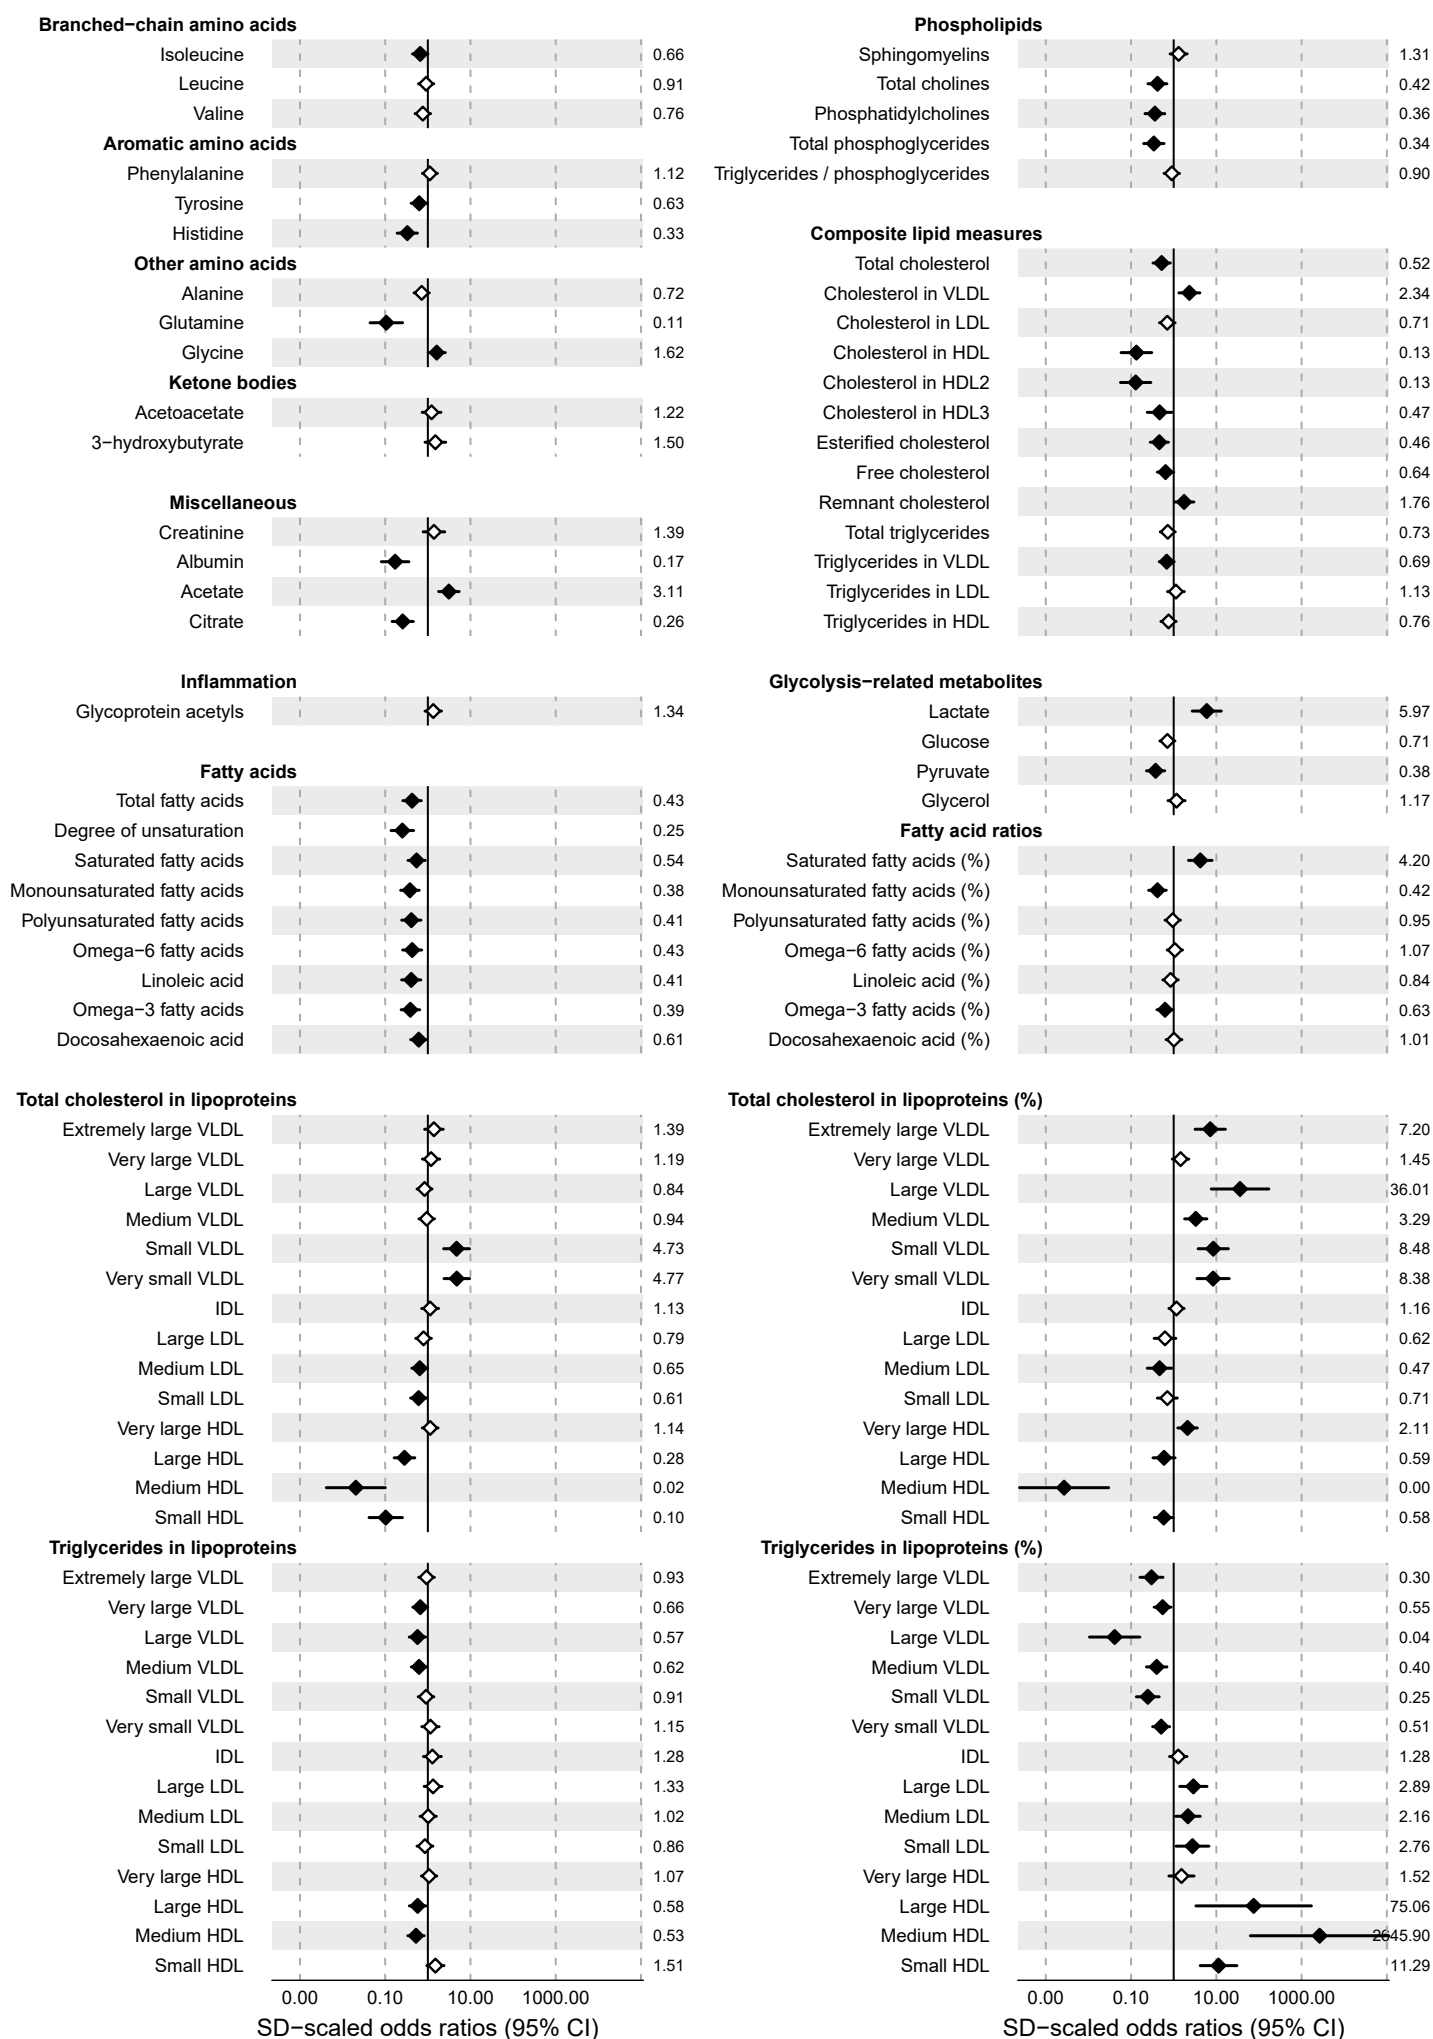 Branched−chain amino acids
Isoleucine 0.66
Leucine 0.91
Valine 0.76
Aromatic amino acids
Phenylalanine 1.12
Tyrosine 0.63
Histidine 0.33
Other amino acids
Alanine 0.72
Glutamine 0.11
Glycine 1.62
Ketone bodies
Acetoacetate 1.22
3−hydroxybutyrate 1.50
Miscellaneous
Creatinine 1.39
Albumin 0.17
Acetate 3.11
Citrate 0.26
Inflammation
Glycoprotein acetyls 1.34
Fatty acids
Total fatty acids 0.43
Degree of unsaturation 0.25
Saturated fatty acids 0.54
Monounsaturated fatty acids 0.38
Polyunsaturated fatty acids 0.41
Omega−6 fatty acids 0.43
Linoleic acid 0.41
Omega−3 fatty acids 0.39
Docosahexaenoic acid 0.61
Total cholesterol in lipoproteins
Extremely large VLDL 1.39
Very large VLDL 1.19
Large VLDL 0.84
Medium VLDL 0.94
Small VLDL 4.73
Very small VLDL 4.77
IDL 1.13
Large LDL 0.79
Medium LDL 0.65
Small LDL 0.61
Very large HDL 1.14
Large HDL 0.28
Medium HDL 0.02
Small HDL 0.10
Triglycerides in lipoproteins
Extremely large VLDL 0.93
Very large VLDL 0.66
Large VLDL 0.57
Medium VLDL 0.62
Small VLDL 0.91
Very small VLDL 1.15
IDL 1.28
Large LDL 1.33
Medium LDL 1.02
Small LDL 0.86
Very large HDL 1.07
Large HDL 0.58
Medium HDL 0.53
Small HDL 1.51
0.00 0.10 10.00 1000.00
SD−scaled odds ratios (95% CI)
Phospholipids
Sphingomyelins 1.31
Total cholines 0.42
Phosphatidylcholines 0.36
Total phosphoglycerides 0.34
Triglycerides / phosphoglycerides 0.90
Composite lipid measures
Total cholesterol 0.52
Cholesterol in VLDL 2.34
Cholesterol in LDL 0.71
Cholesterol in HDL 0.13
Cholesterol in HDL2 0.13
Cholesterol in HDL3 0.47
Esterified cholesterol 0.46
Free cholesterol 0.64
Remnant cholesterol 1.76
Total triglycerides 0.73
Triglycerides in VLDL 0.69
Triglycerides in LDL 1.13
Triglycerides in HDL 0.76
Glycolysis−related metabolites
Lactate 5.97
Glucose 0.71
Pyruvate 0.38
Glycerol 1.17
Fatty acid ratios
Saturated fatty acids (%) 4.20
Monounsaturated fatty acids (%) 0.42
Polyunsaturated fatty acids (%) 0.95
Omega−6 fatty acids (%) 1.07
Linoleic acid (%) 0.84
Omega−3 fatty acids (%) 0.63
Docosahexaenoic acid (%) 1.01
Total cholesterol in lipoproteins (%)
Extremely large VLDL 7.20
Very large VLDL 1.45
Large VLDL 36.01
Medium VLDL 3.29
Small VLDL 8.48
Very small VLDL 8.38
IDL 1.16
Large LDL 0.62
Medium LDL 0.47
Small LDL 0.71
Very large HDL 2.11
Large HDL 0.59
Medium HDL 0.00
Small HDL 0.58
Triglycerides in lipoproteins (%)
Extremely large VLDL 0.30
Very large VLDL 0.55
Large VLDL 0.04
Medium VLDL 0.40
Small VLDL 0.25
Very small VLDL 0.51
IDL 1.28
Large LDL 2.89
Medium LDL 2.16
Small LDL 2.76
Very large HDL 1.52
Large HDL 75.06
Medium HDL 2645.90
Small HDL 11.29
0.00 0.10 10.00 1000.00
SD−scaled odds ratios (95% CI)